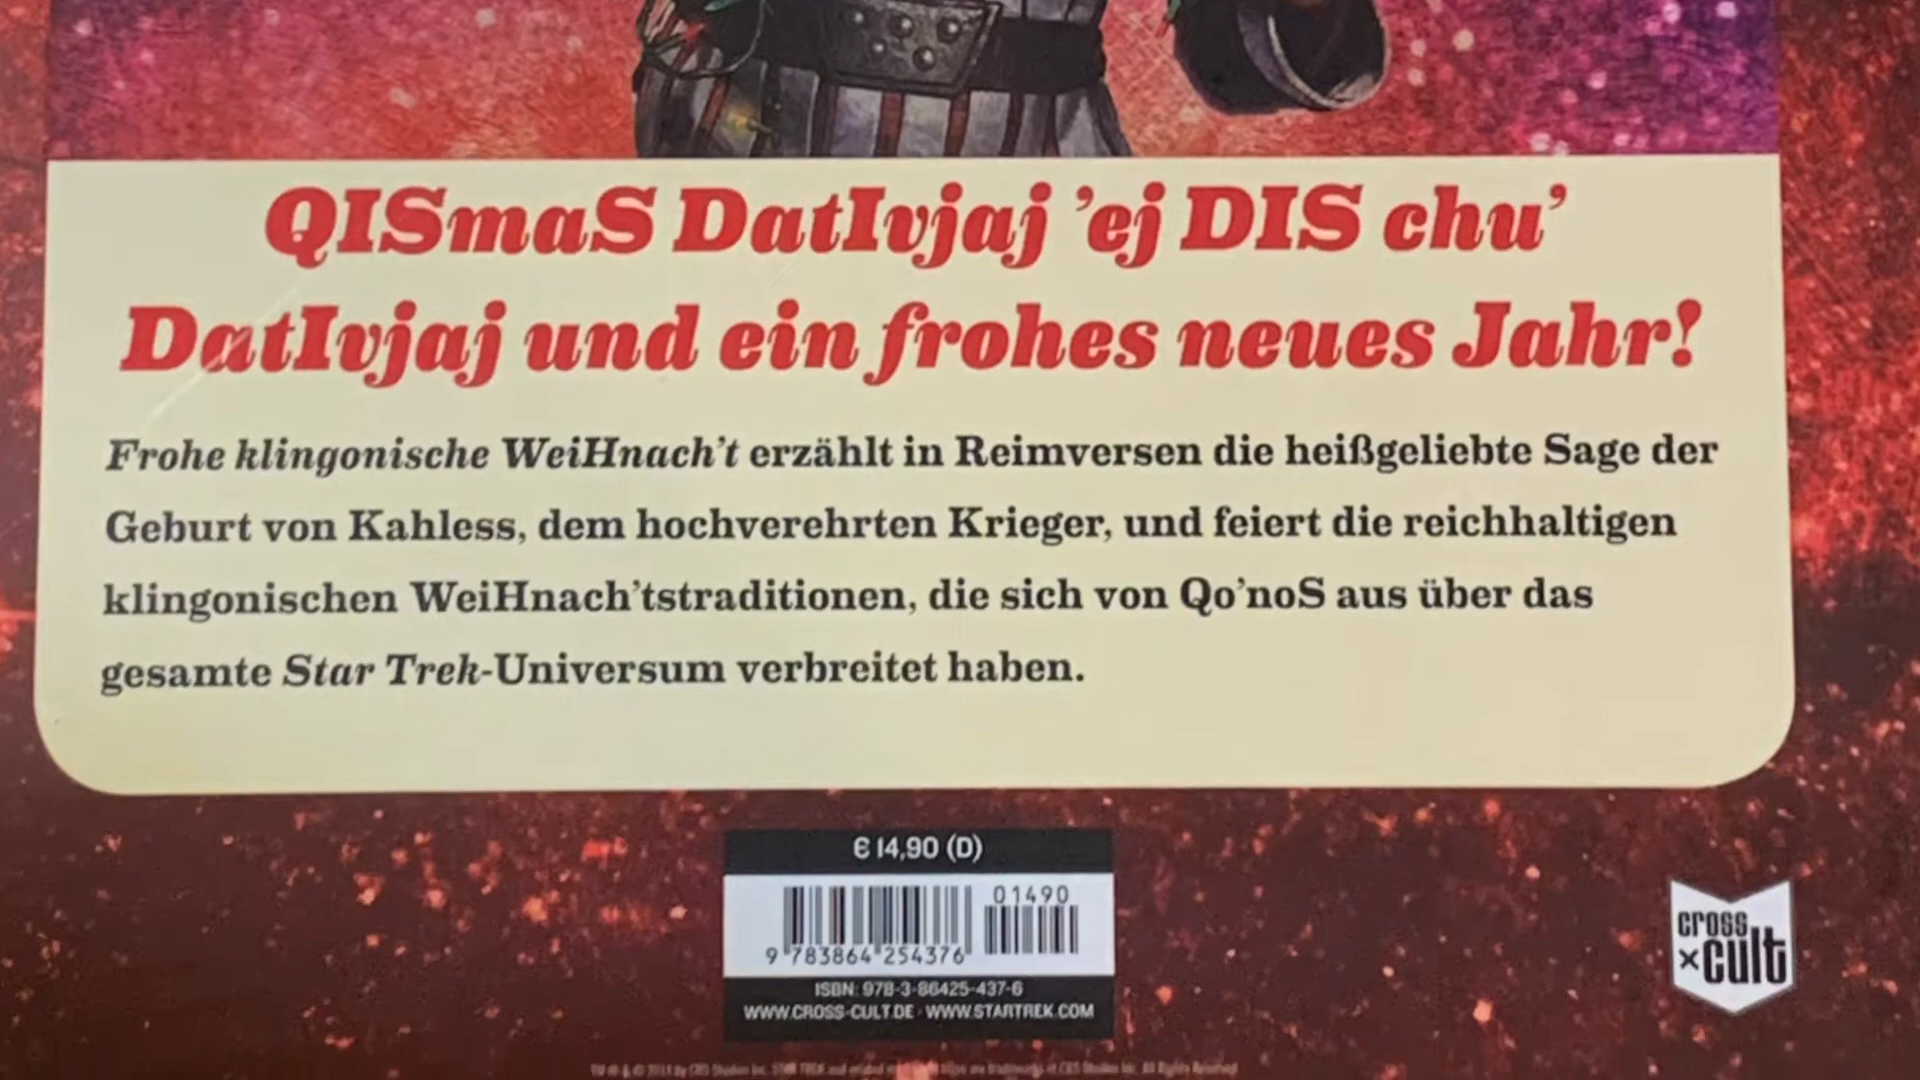 QISmaS DatIvjaj ’ej DIS chu’
DatIvjaj und ein frohes neues Jahr!
Frohe klingonische WeiHnach’t erzählt in Reimversen die heißgeliebte Sage der
Geburt von Kahless, dem hochverehrten Krieger, und feiert die reichhaltigen
klingonischen WeiHnach’tstraditionen, die sich von Qo’noS aus über das
gesamte Star Trek-Universum verbreitet haben.
€ 14,90 (D)
01490
9 783864 254376
ISBN: 978-3-86425-437-6
WWW.CROSS-CULT.DE · WWW.STARTREK.COM
cross
×cult